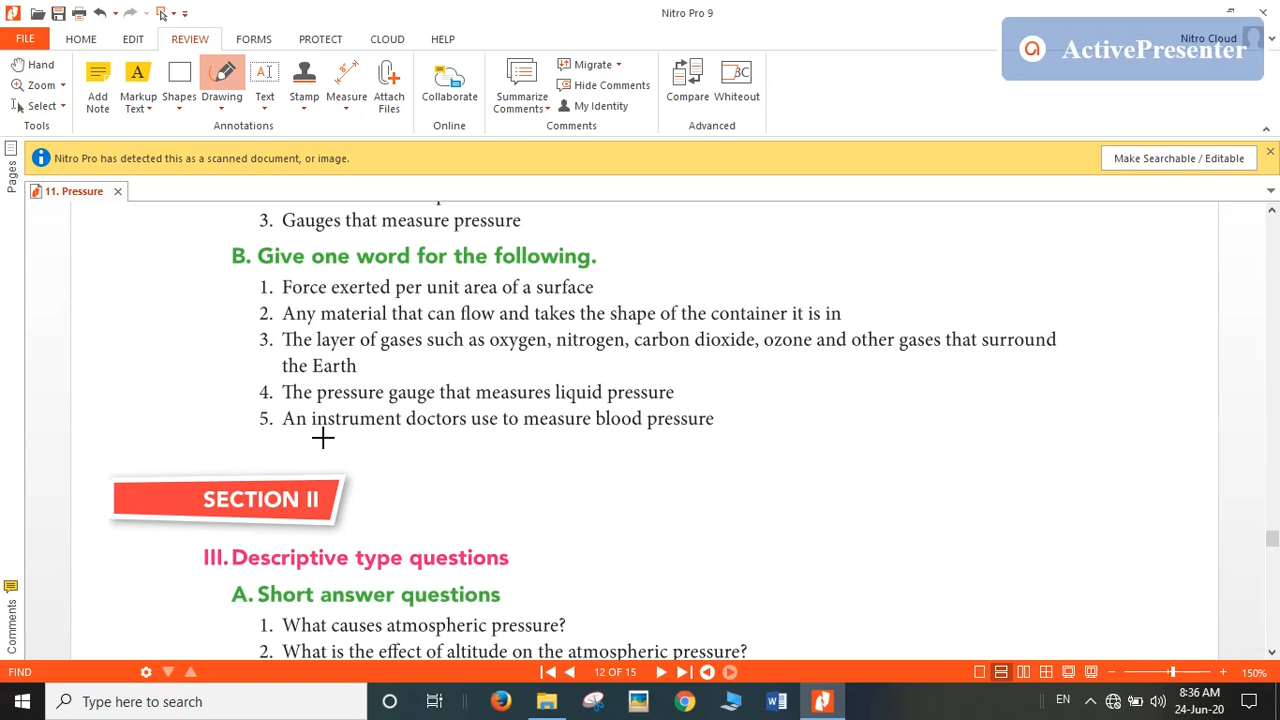 Nitro Pro 9
FILE HOME EDIT REVIEW FORMS PROTECT CLOUD HELP
Nitro Cloud
ActivePresenter
Hand
Zoom
Select
Tools
Add Note
Markup Text
Shapes
Drawing
Text
Stamp
Measure
Attach Files
Annotations
Collaborate
Online
Summarize Comments
Migrate
Hide Comments
My Identity
Comments
Compare
Whiteout
Advanced
Nitro Pro has detected this as a scanned document, or image.
Make Searchable / Editable
Pages
11. Pressure
3. Gauges that measure pressure
B. Give one word for the following.
1. Force exerted per unit area of a surface
2. Any material that can flow and takes the shape of the container it is in
3. The layer of gases such as oxygen, nitrogen, carbon dioxide, ozone and other gases that surround
the Earth
4. The pressure gauge that measures liquid pressure
5. An instrument doctors use to measure blood pressure
SECTION II
III. Descriptive type questions
A. Short answer questions
1. What causes atmospheric pressure?
2. What is the effect of altitude on the atmospheric pressure?
Comments
FIND
12 OF 15
150%
Type here to search
EN
8:36 AM
24-Jun-20